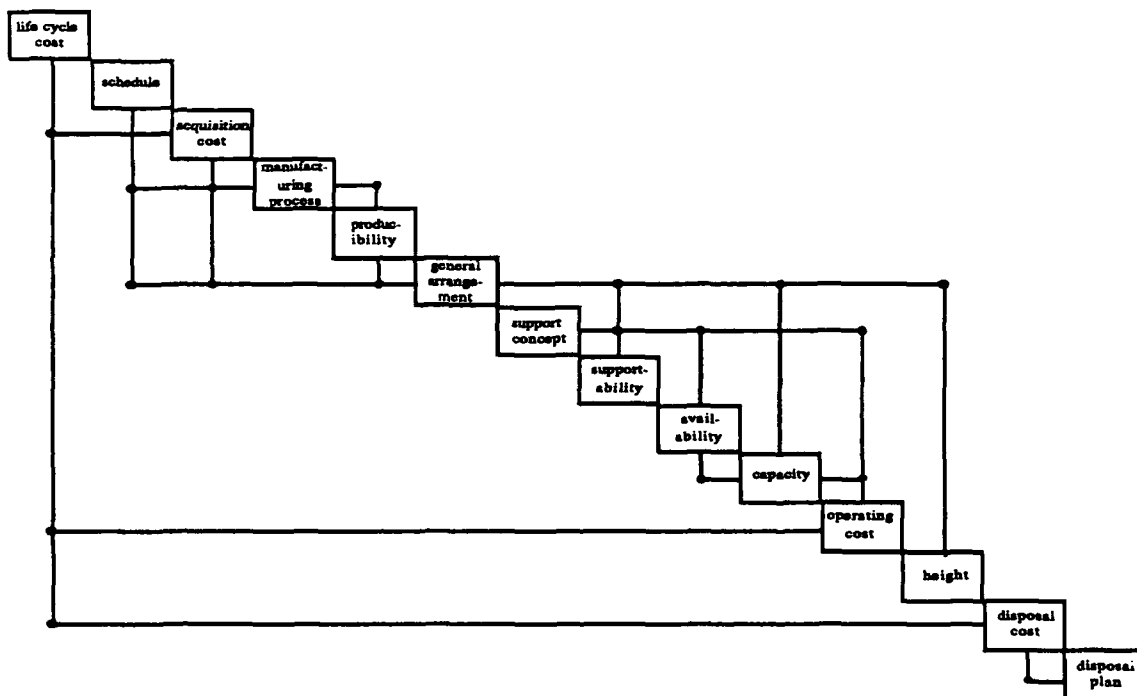 life cycle
cost
schedule
acquisition
cost
manufact-
uring
process
produc-
ibility
general
arrange-
ment
support
concept
support-
ability
avail-
ability
capacity
operating
cost
height
disposal
cost
disposal
plan